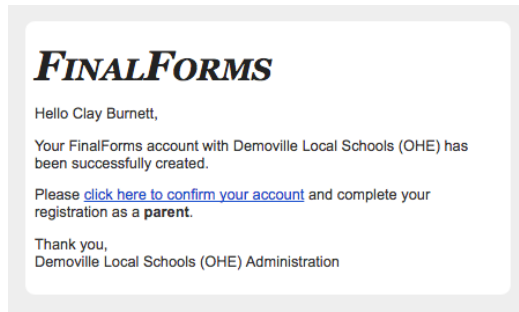 FINALFORMS
Hello Clay Burnett,
Your FinalForms account with Demoville Local Schools (OHE) has
been successfully created.
Please click here to confirm your account and complete your
registration as a parent.
Thank you,
Demoville Local Schools (OHE) Administration